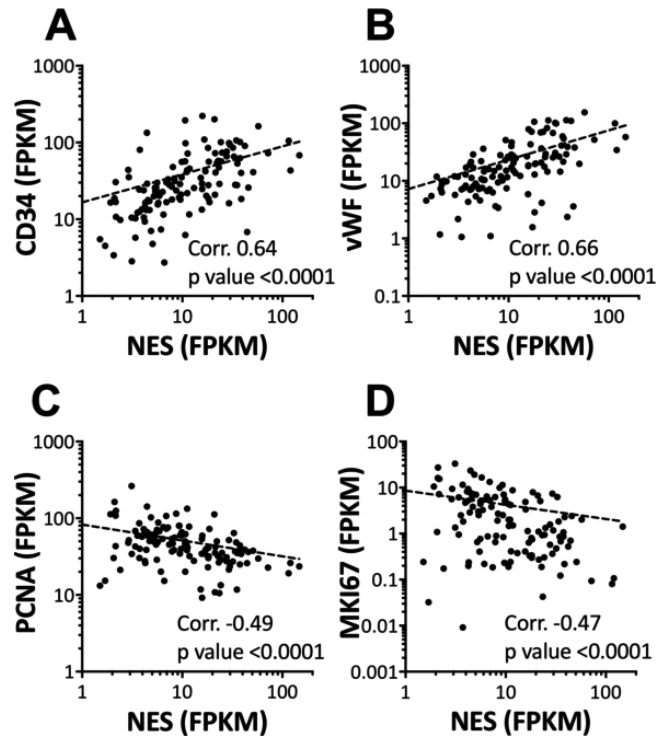 A
1000
100
10
1
CD34 (FPKM)
Corr. 0.64
p value <0.0001
1 10 100
NES (FPKM)
B
1000
100
10
1
0.1
vWF (FPKM)
Corr. 0.66
p value <0.0001
1 10 100
NES (FPKM)
C
1000
100
10
1
PCNA (FPKM)
Corr. -0.49
p value <0.0001
1 10 100
NES (FPKM)
D
100
10
1
0.1
0.01
0.001
MKI67 (FPKM)
Corr. -0.47
p value <0.0001
1 10 100
NES (FPKM)